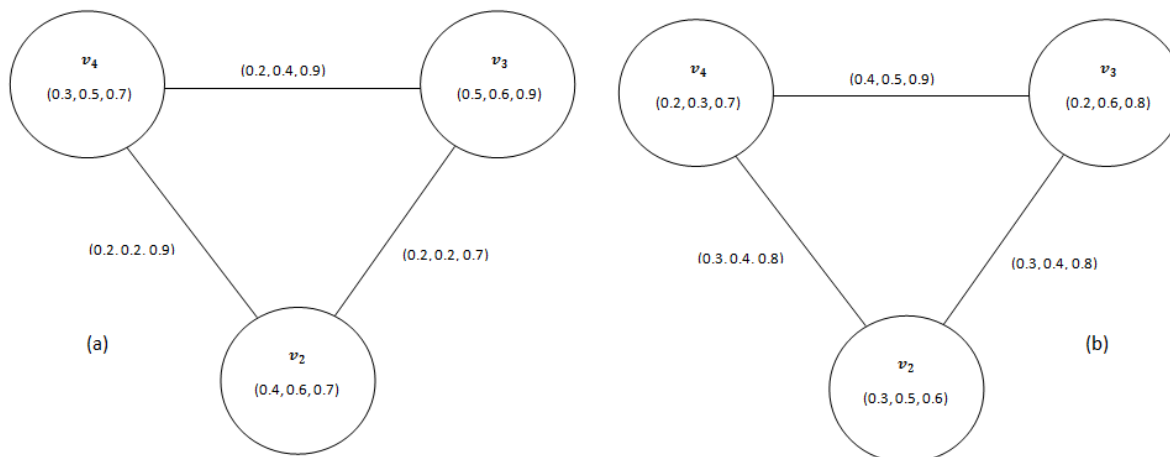 v₄
(0.3, 0.5, 0.7)
(0.2, 0.4, 0.9)
v₃
(0.5, 0.6, 0.9)
(0.2, 0.2, 0.9)
(0.2, 0.2, 0.7)
v₂
(0.4, 0.6, 0.7)
(a)
v₄
(0.2, 0.3, 0.7)
(0.4, 0.5, 0.9)
v₃
(0.2, 0.6, 0.8)
(0.3, 0.4, 0.8)
(0.3, 0.4, 0.8)
v₂
(0.3, 0.5, 0.6)
(b)